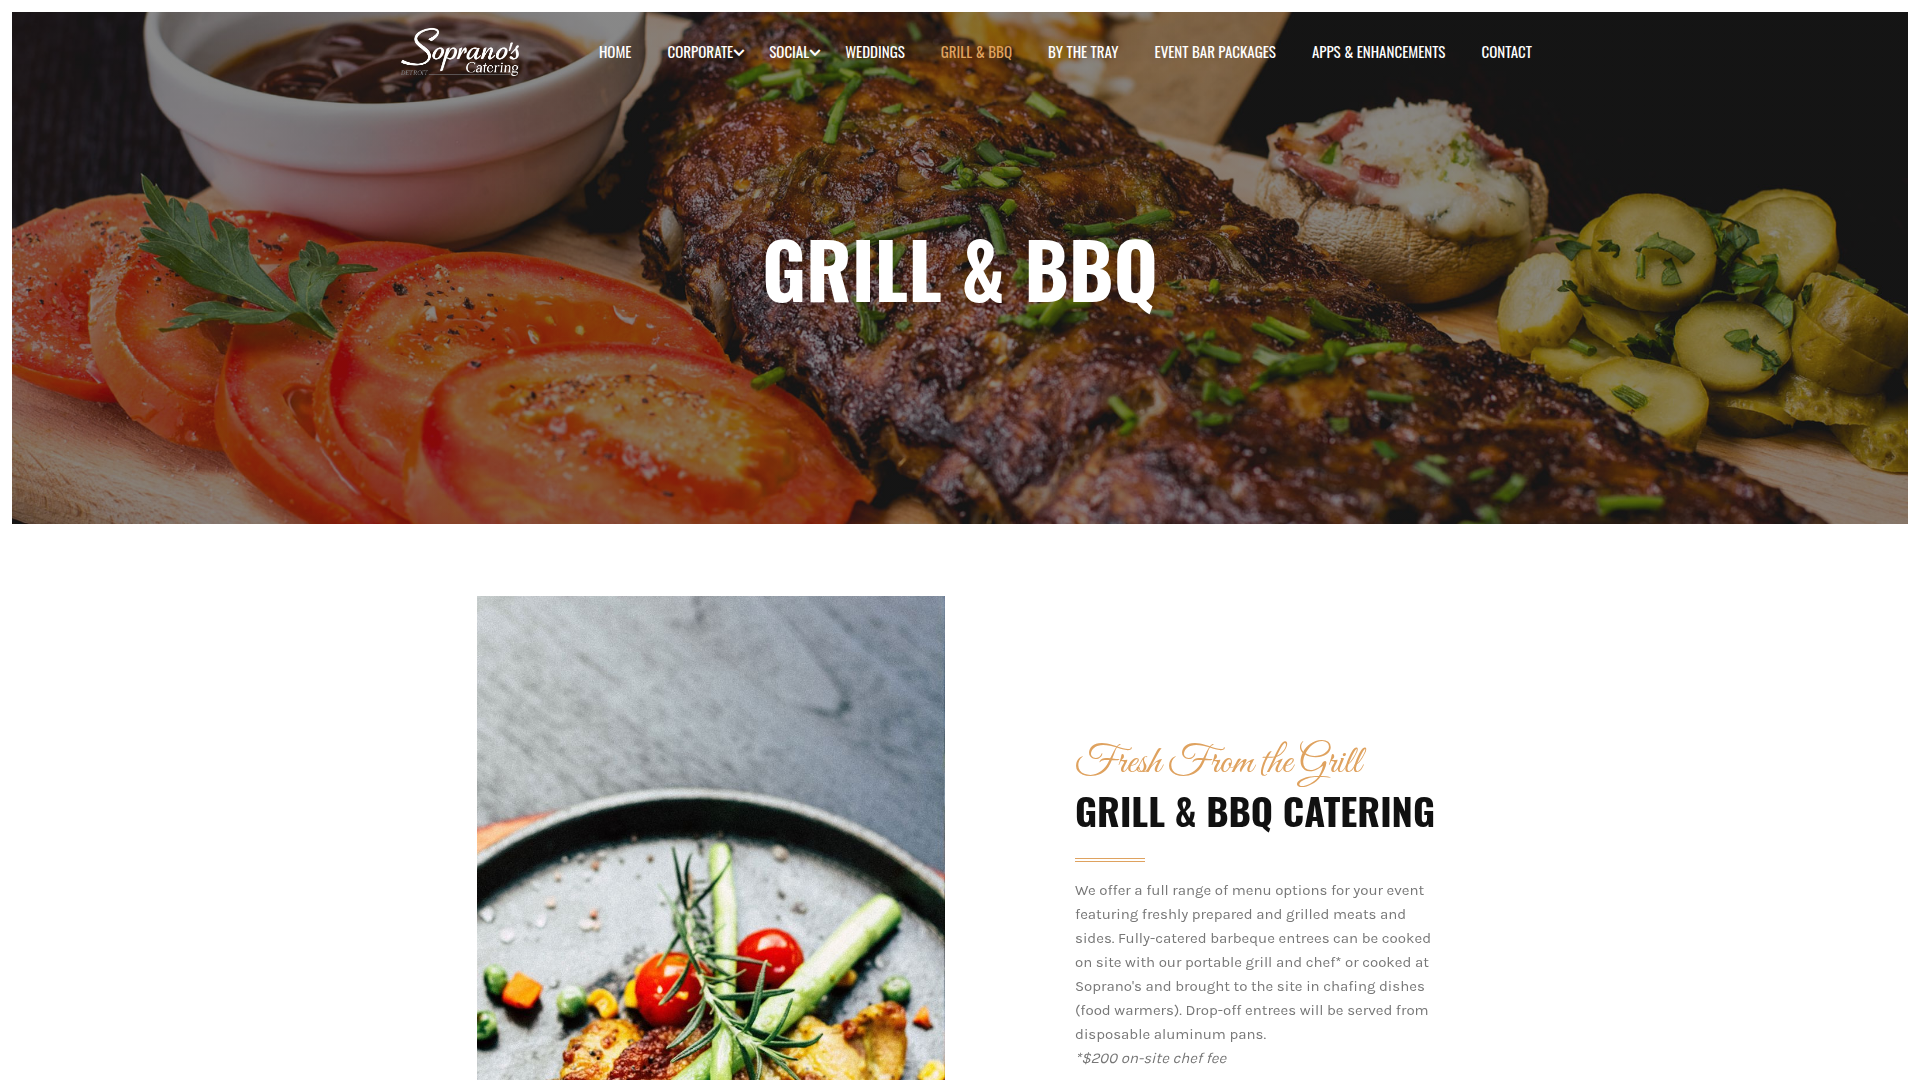 Soprano's
Catering
DETROIT
HOME
CORPORATE
SOCIAL
WEDDINGS
GRILL & BBQ
BY THE TRAY
EVENT BAR PACKAGES
APPS & ENHANCEMENTS
CONTACT
GRILL & BBQ
Fresh From the Grill
GRILL & BBQ CATERING
We offer a full range of menu options for your event
featuring freshly prepared and grilled meats and
sides. Fully-catered barbeque entrees can be cooked
on site with our portable grill and chef* or cooked at
Soprano's and brought to the site in chafing dishes
(food warmers). Drop-off entrees will be served from
disposable aluminum pans.
*$200 on-site chef fee